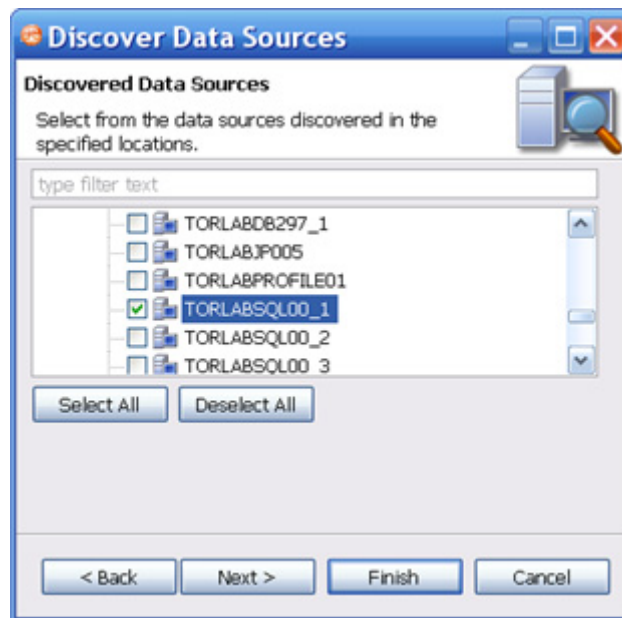 Discover Data Sources
Discovered Data Sources
Select from the data sources discovered in the
specified locations.
type filter text
TORLABDB297_1
TORLABJP005
TORLABPROFILE01
TORLABSQL00_1
TORLABSQL00_2
TORLABSQL00_3
Select All Deselect All
< Back Next > Finish Cancel